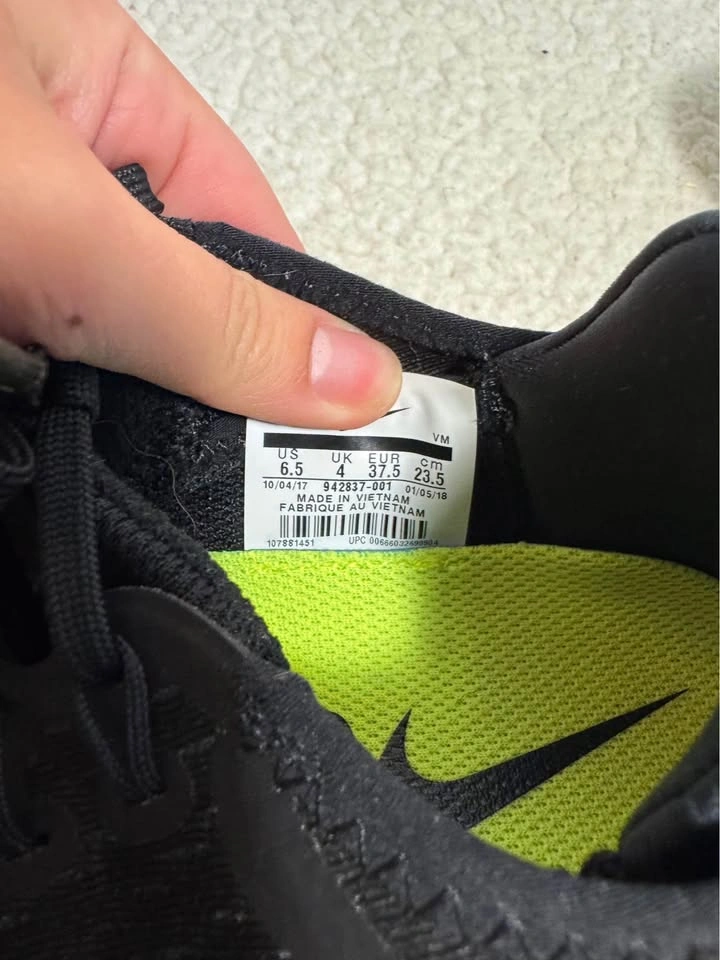 VM
US UK EUR cm
6.5 4 37.5 23.5
10/04/17 942837-001 01/05/18
MADE IN VIETNAM
FABRIQUE AU VIETNAM
107881451 UPC